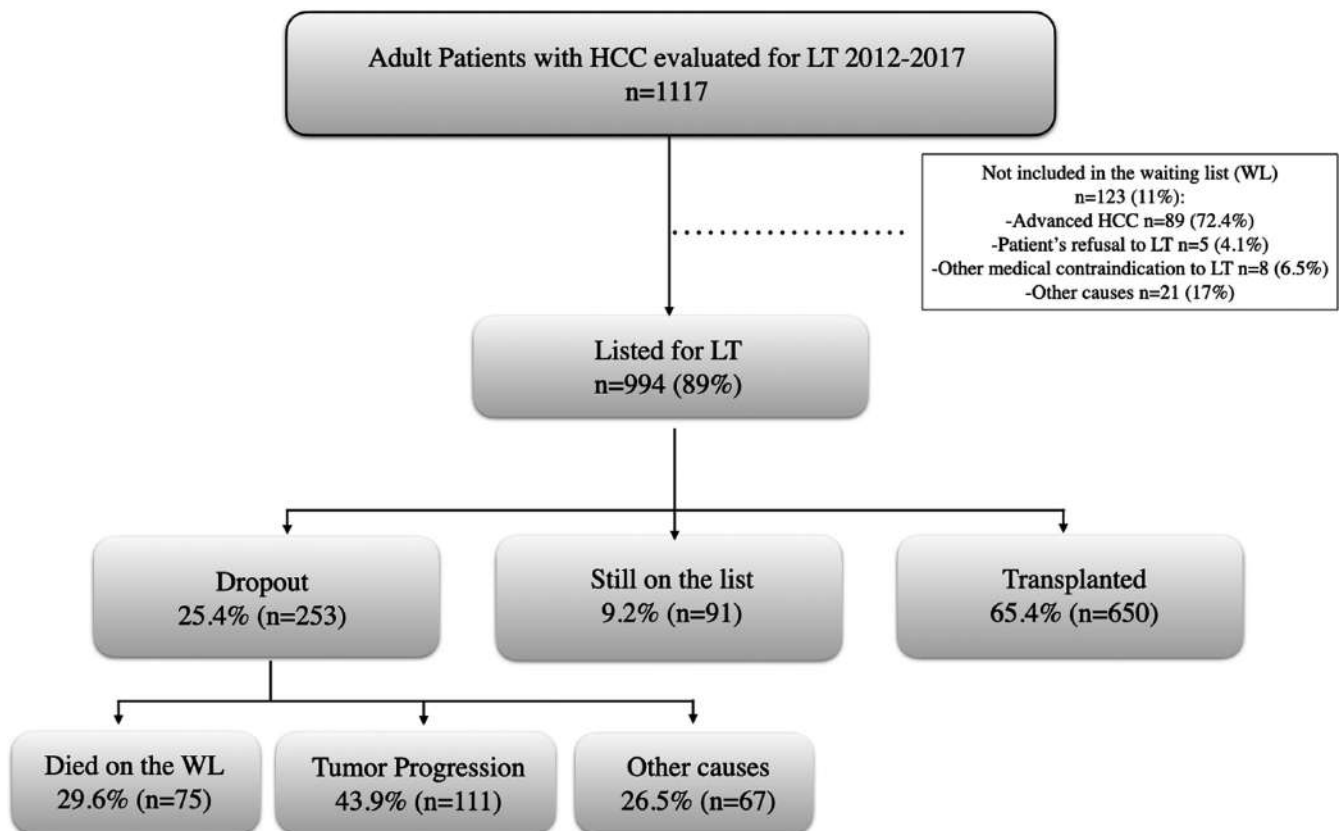 Adult Patients with HCC evaluated for LT 2012-2017
n=1117
Not included in the waiting list (WL)
n=123 (11%):
-Advanced HCC n=89 (72.4%)
-Patient's refusal to LT n=5 (4.1%)
-Other medical contraindication to LT n=8 (6.5%)
-Other causes n=21 (17%)
Listed for LT
n=994 (89%)
Dropout
25.4% (n=253)
Still on the list
9.2% (n=91)
Transplanted
65.4% (n=650)
Died on the WL
29.6% (n=75)
Tumor Progression
43.9% (n=111)
Other causes
26.5% (n=67)